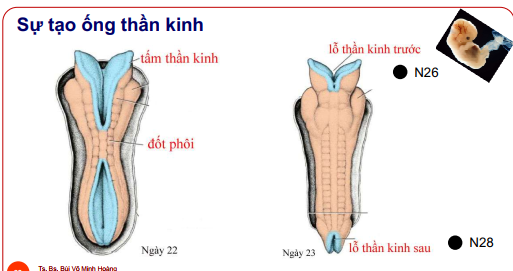 Sự tạo ống thần kinh
tấm thần kinh
đốt phôi
Ngày 22
lỗ thần kinh trước
N26
Ngày 23
lỗ thần kinh sau
N28
Ts. Bs. Bùi Võ Minh Hoàng